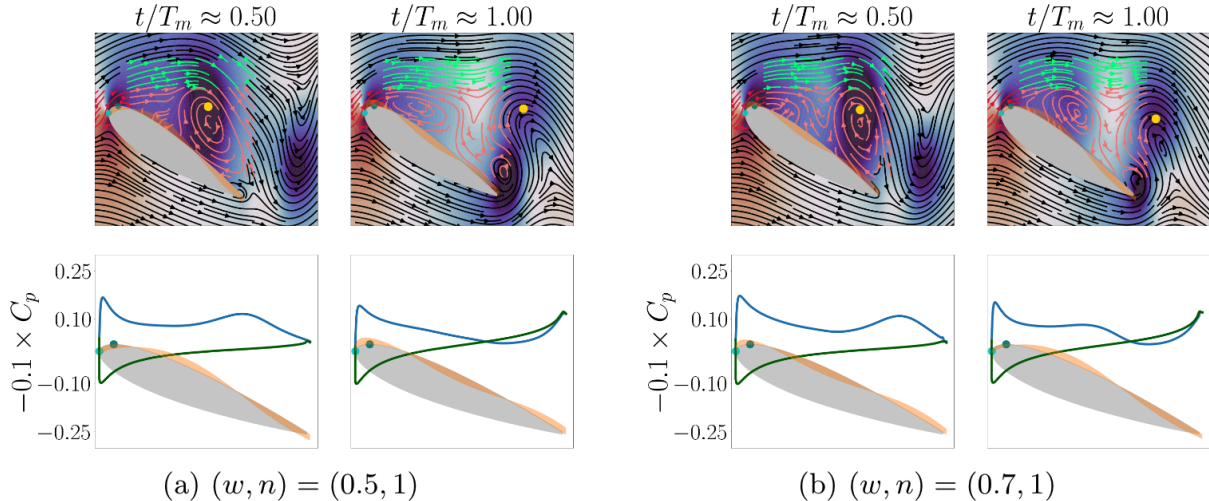 t/T_m ≈ 0.50
t/T_m ≈ 1.00
t/T_m ≈ 0.50
t/T_m ≈ 1.00
−0.1 × C_p
0.25
0.10
−0.10
−0.25
−0.1 × C_p
0.25
0.10
−0.10
−0.25
(a) (w, n) = (0.5, 1)
(b) (w, n) = (0.7, 1)